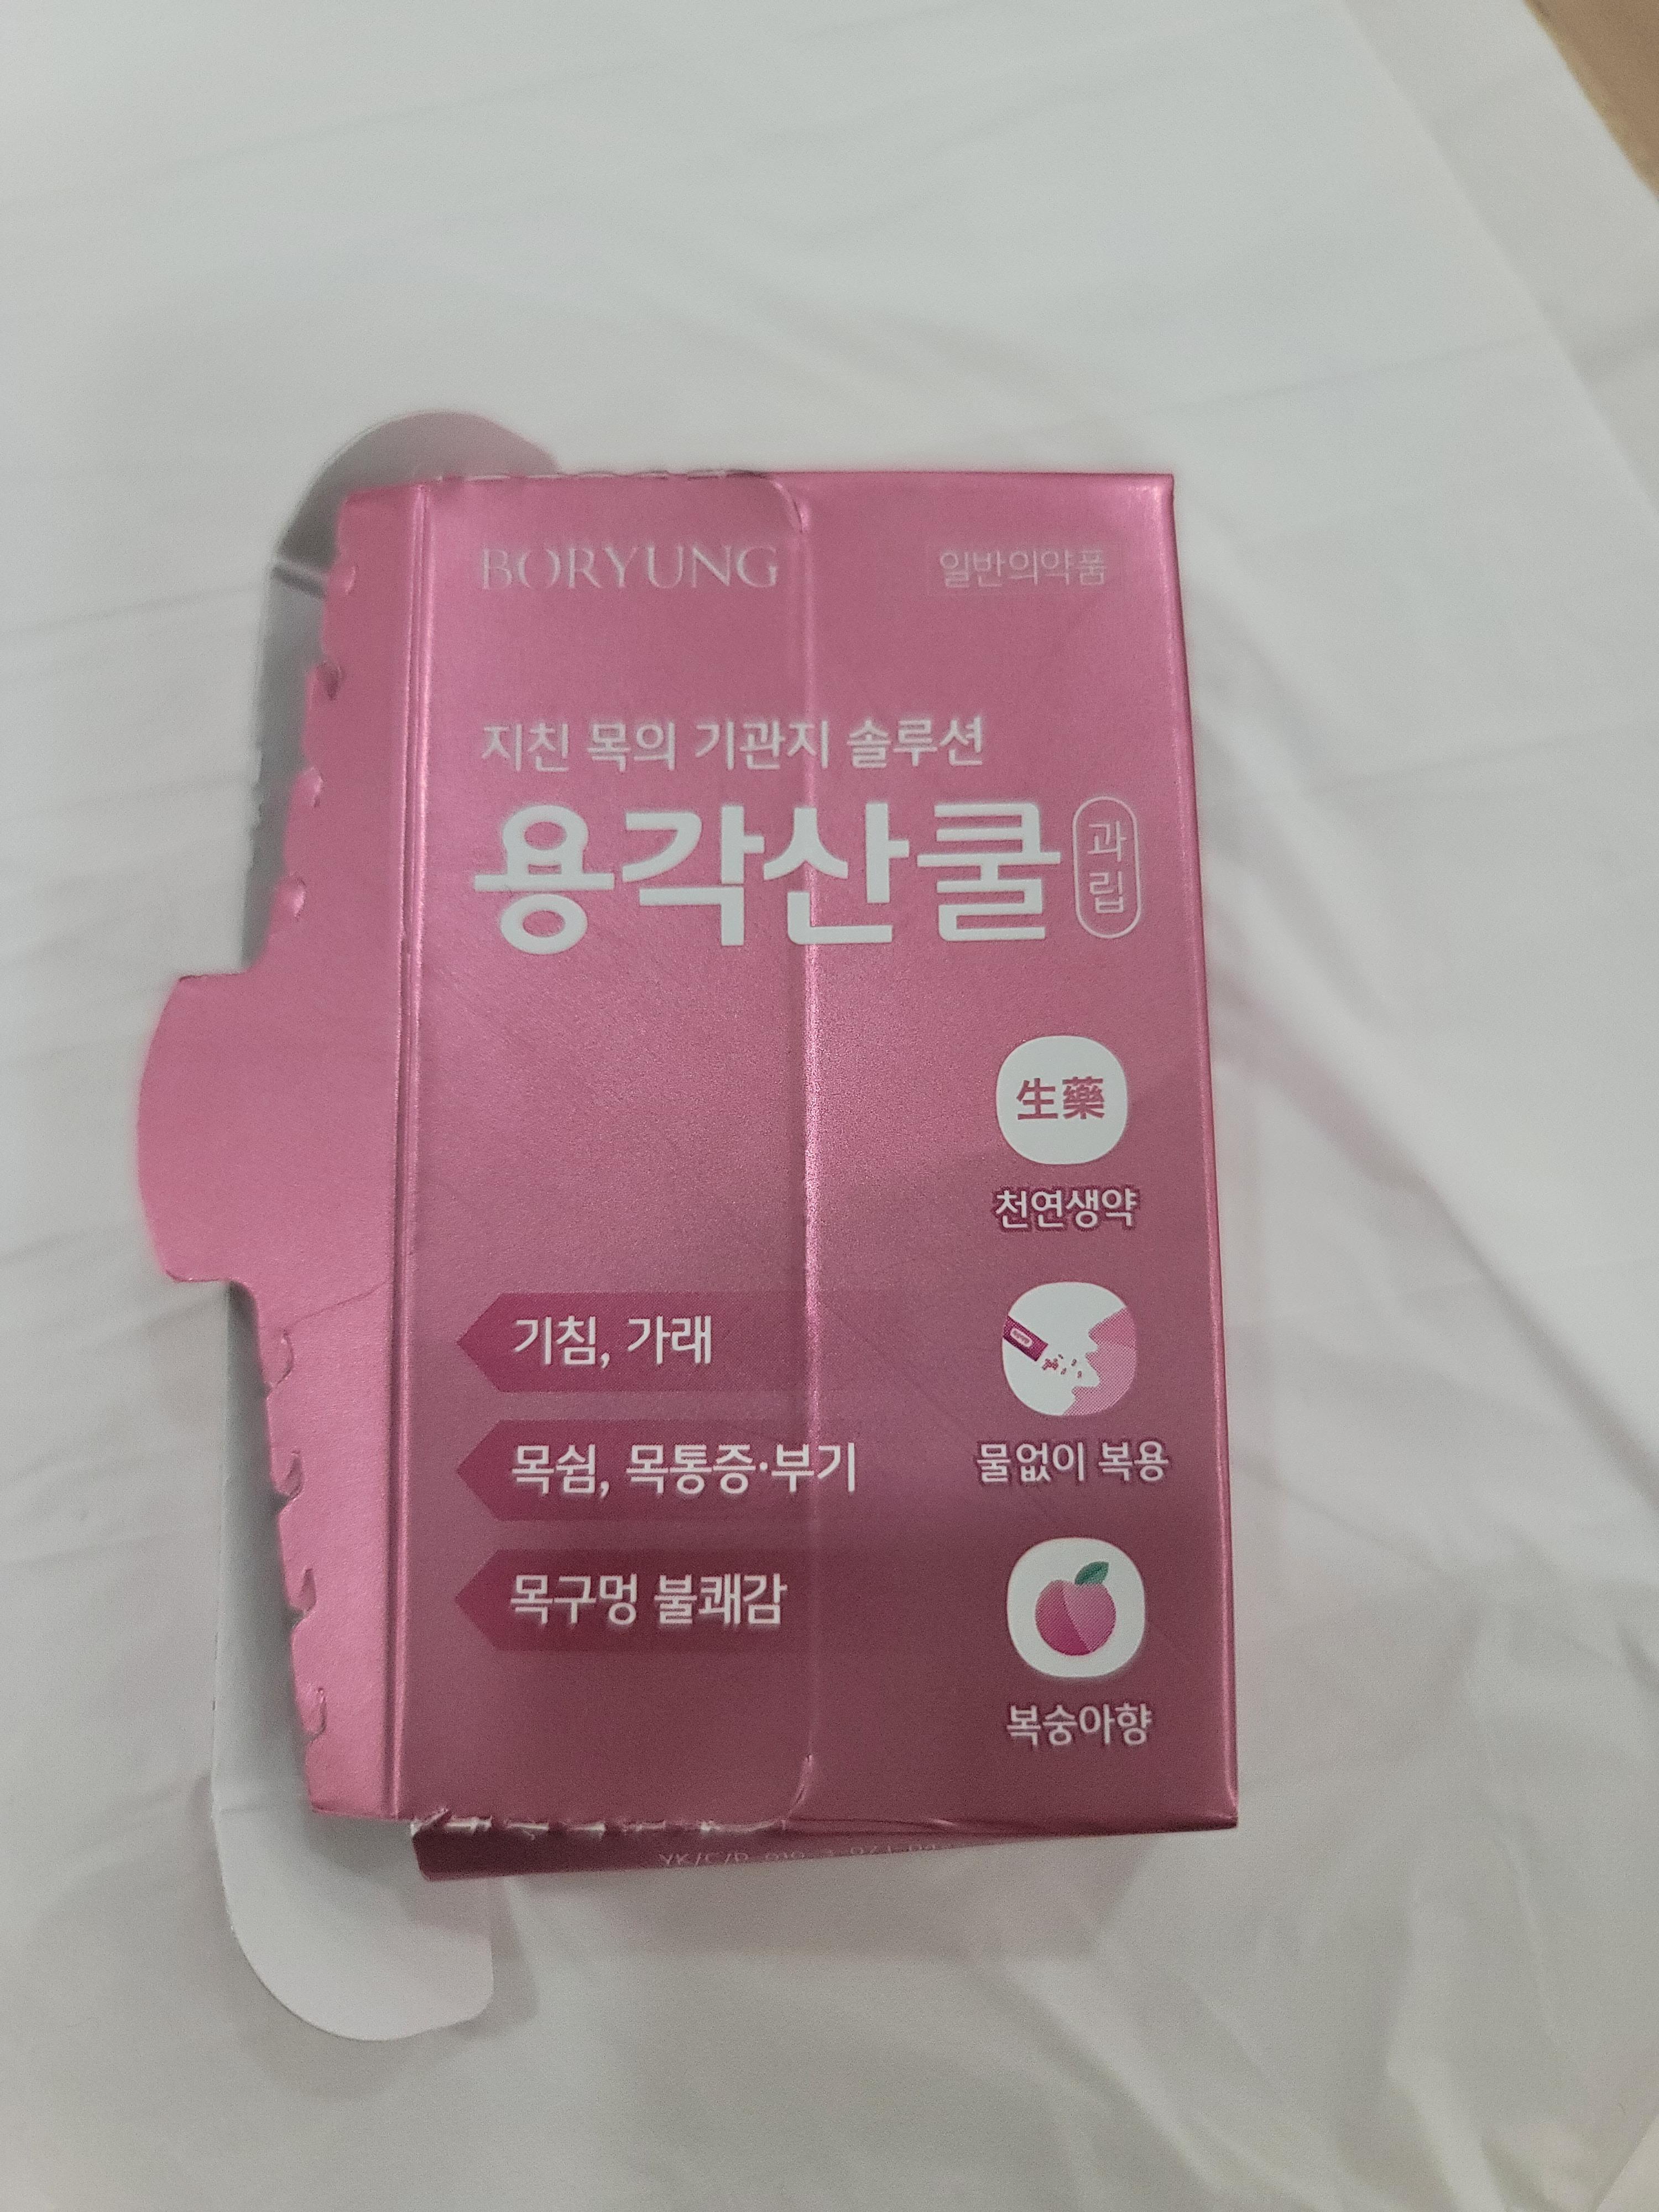 BORYUNG
일반의약품
지친 목의 기관지 솔루션
용각산쿨
과립
生藥
천연생약
기침, 가래
물없이 복용
목쉼, 목통증·부기
목구멍 불쾌감
복숭아향